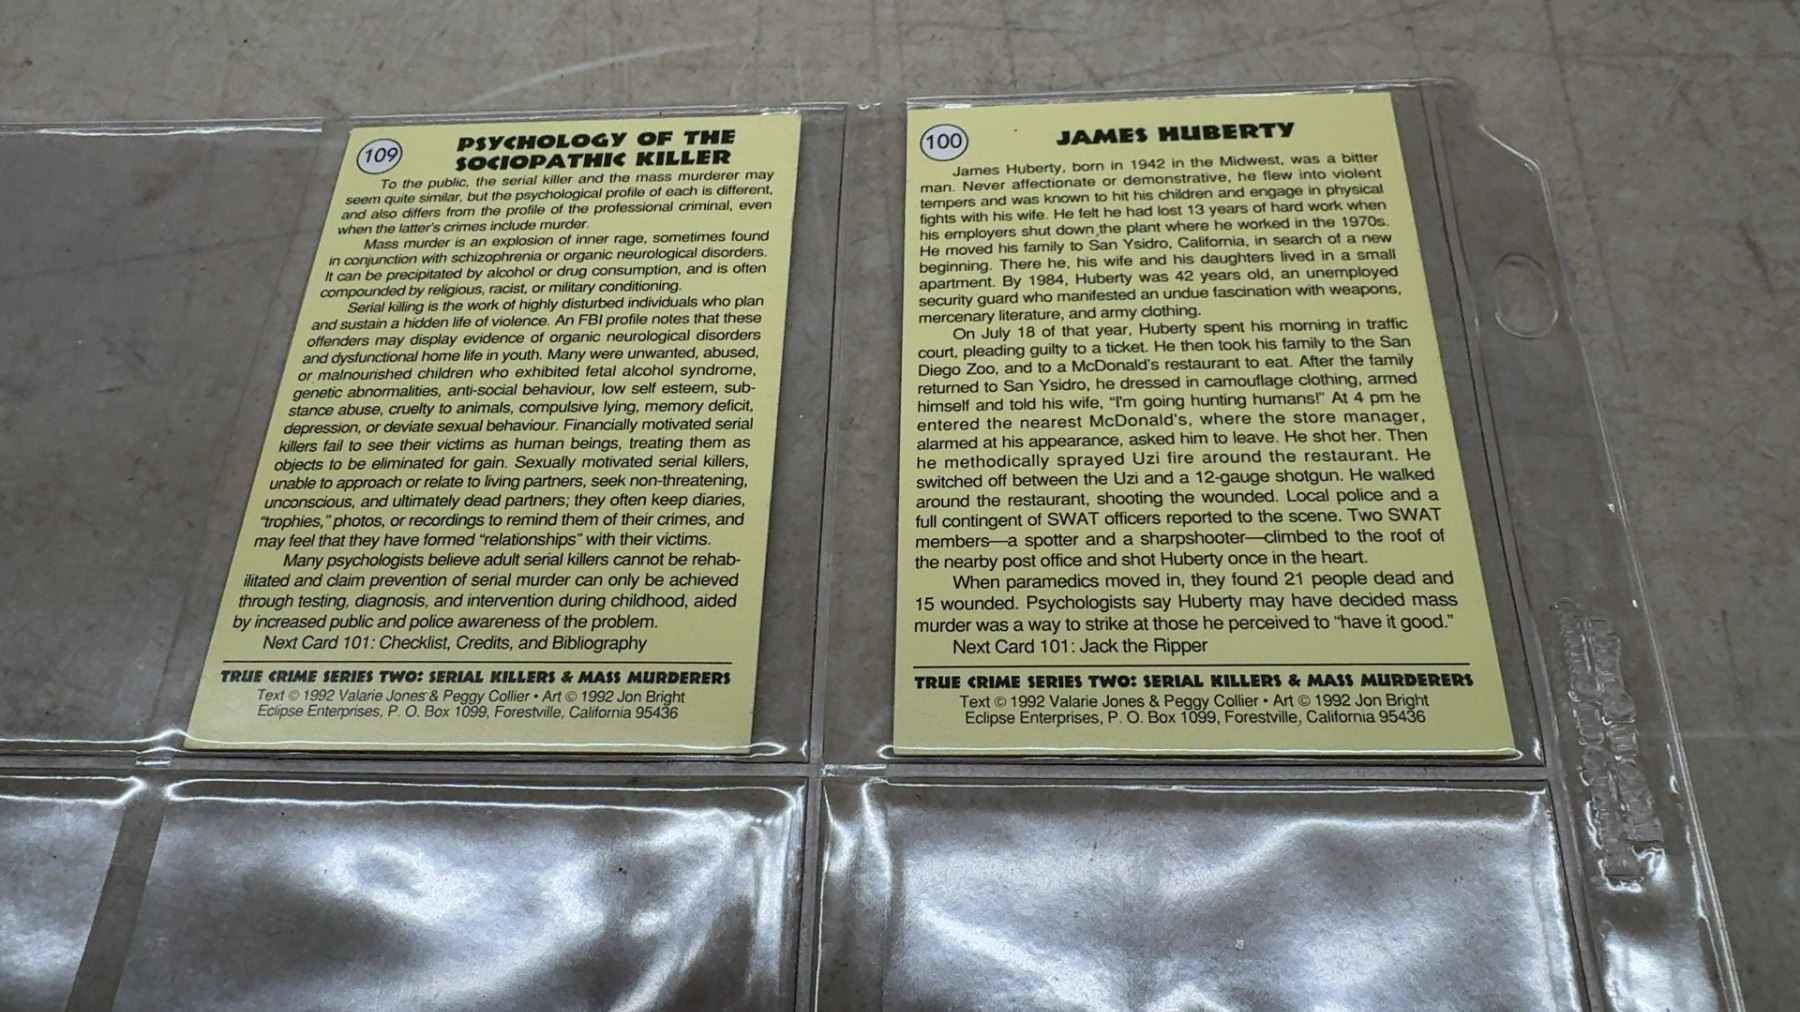 109
PSYCHOLOGY OF THE
SOCIOPATHIC KILLER
To the public, the serial killer and the mass murderer may
seem quite similar, but the psychological profile of each is different,
and also differs from the profile of the professional criminal, even
when the latter's crimes include murder.
Mass murder is an explosion of inner rage, sometimes found
in conjunction with schizophrenia or organic neurological disorders.
It can be precipitated by alcohol or drug consumption, and is often
compounded by religious, racist, or military conditioning.
Serial killing is the work of highly disturbed individuals who plan
and sustain a hidden life of violence. An FBI profile notes that these
offenders may display evidence of organic neurological disorders
and dysfunctional home life in youth. Many were unwanted, abused,
or malnourished children who exhibited fetal alcohol syndrome,
genetic abnormalities, anti-social behaviour, low self esteem, sub-
stance abuse, cruelty to animals, compulsive lying, memory deficit,
depression, or deviate sexual behaviour. Financially motivated serial
killers fail to see their victims as human beings, treating them as
objects to be eliminated for gain. Sexually motivated serial killers,
unable to approach or relate to living partners, seek non-threatening,
unconscious, and ultimately dead partners; they often keep diaries,
"trophies," photos, or recordings to remind them of their crimes, and
may feel that they have formed "relationships" with their victims.
Many psychologists believe adult serial killers cannot be rehab-
ilitated and claim prevention of serial murder can only be achieved
through testing, diagnosis, and intervention during childhood, aided
by increased public and police awareness of the problem.
Next Card 101: Checklist, Credits, and Bibliography
TRUE CRIME SERIES TWO: SERIAL KILLERS & MASS MURDERERS
Text © 1992 Valarie Jones & Peggy Collier • Art © 1992 Jon Bright
Eclipse Enterprises, P. O. Box 1099, Forestville, California 95436
100
JAMES HUBERTY
James Huberty, born in 1942 in the Midwest, was a bitter
man. Never affectionate or demonstrative, he flew into violent
tempers and was known to hit his children and engage in physical
fights with his wife. He felt he had lost 13 years of hard work when
his employers shut down the plant where he worked in the 1970s.
He moved his family to San Ysidro, California, in search of a new
beginning. There he, his wife and his daughters lived in a small
apartment. By 1984, Huberty was 42 years old, an unemployed
security guard who manifested an undue fascination with weapons,
mercenary literature, and army clothing.
On July 18 of that year, Huberty spent his morning in traffic
court, pleading guilty to a ticket. He then took his family to the San
Diego Zoo, and to a McDonald's restaurant to eat. After the family
returned to San Ysidro, he dressed in camouflage clothing, armed
himself and told his wife, "I'm going hunting humans!" At 4 pm he
entered the nearest McDonald's, where the store manager,
alarmed at his appearance, asked him to leave. He shot her. Then
he methodically sprayed Uzi fire around the restaurant. He
switched off between the Uzi and a 12-gauge shotgun. He walked
around the restaurant, shooting the wounded. Local police and a
full contingent of SWAT officers reported to the scene. Two SWAT
members—a spotter and a sharpshooter—climbed to the roof of
the nearby post office and shot Huberty once in the heart.
When paramedics moved in, they found 21 people dead and
15 wounded. Psychologists say Huberty may have decided mass
murder was a way to strike at those he perceived to "have it good."
Next Card 101: Jack the Ripper
TRUE CRIME SERIES TWO: SERIAL KILLERS & MASS MURDERERS
Text © 1992 Valarie Jones & Peggy Collier • Art © 1992 Jon Bright
Eclipse Enterprises, P. O. Box 1099, Forestville, California 95436